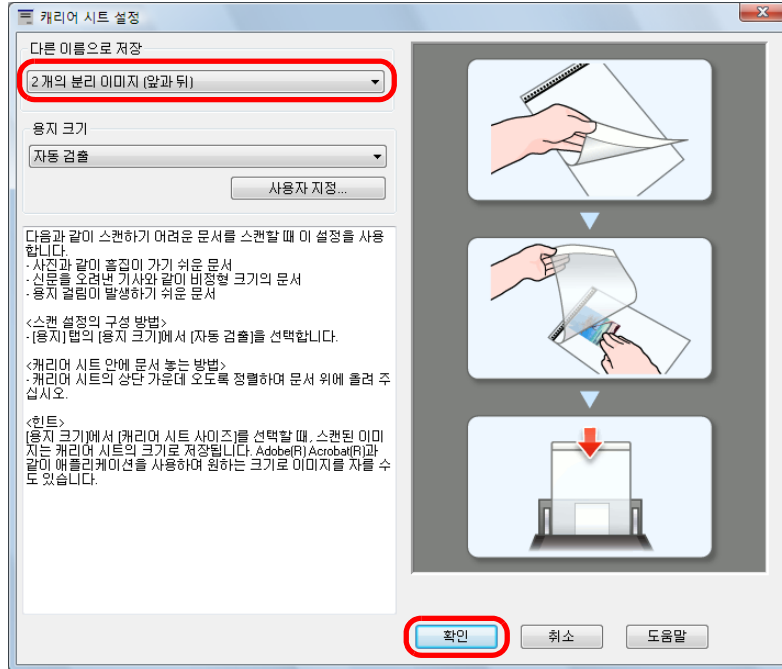 캐리어 시트 설정
다른 이름으로 저장
2개의 분리 이미지 (앞과 뒤)
용지 크기
자동 검출
사용자 지정...
다음과 같이 스캔하기 어려운 문서를 스캔할 때 이 설정을 사용
합니다.
- 사진과 같이 흠집이 가기 쉬운 문서
- 신문을 오려낸 기사와 같이 비정형 크기의 문서
- 용지 걸림이 발생하기 쉬운 문서
<스캔 설정의 구성 방법>
- [용지] 탭의 [용지 크기]에서 [자동 검출]을 선택합니다.
<캐리어 시트 안에 문서 놓는 방법>
- 캐리어 시트의 상단 가운데 오도록 정렬하여 문서 위에 올려 주
십시오.
<힌트>
[용지 크기]에서 [캐리어 시트 사이즈]를 선택할 때, 스캔된 이미
지는 캐리어 시트의 크기로 저장됩니다. Adobe(R) Acrobat(R)과
같이 애플리케이션을 사용하여 원하는 크기로 이미지를 자를 수
도 있습니다.
확인
취소
도움말